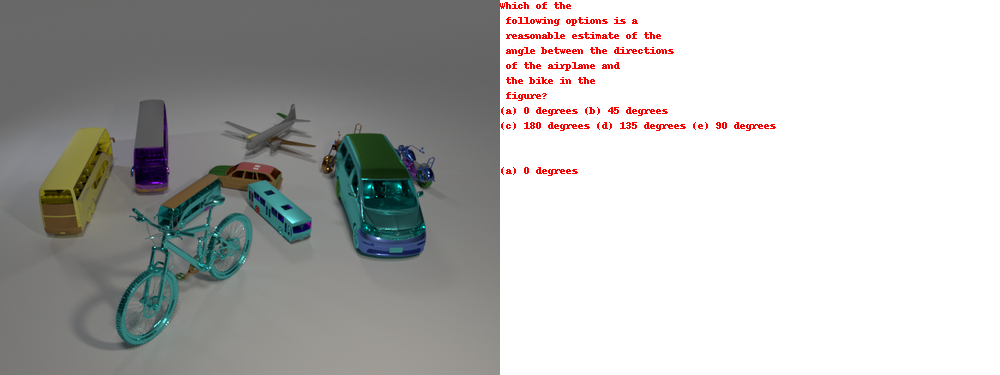 Which of the
following options is a
reasonable estimate of the
angle between the directions
of the airplane and
the bike in the
figure?
(a) 0 degrees (b) 45 degrees
(c) 180 degrees (d) 135 degrees (e) 90 degrees
(a) 0 degrees